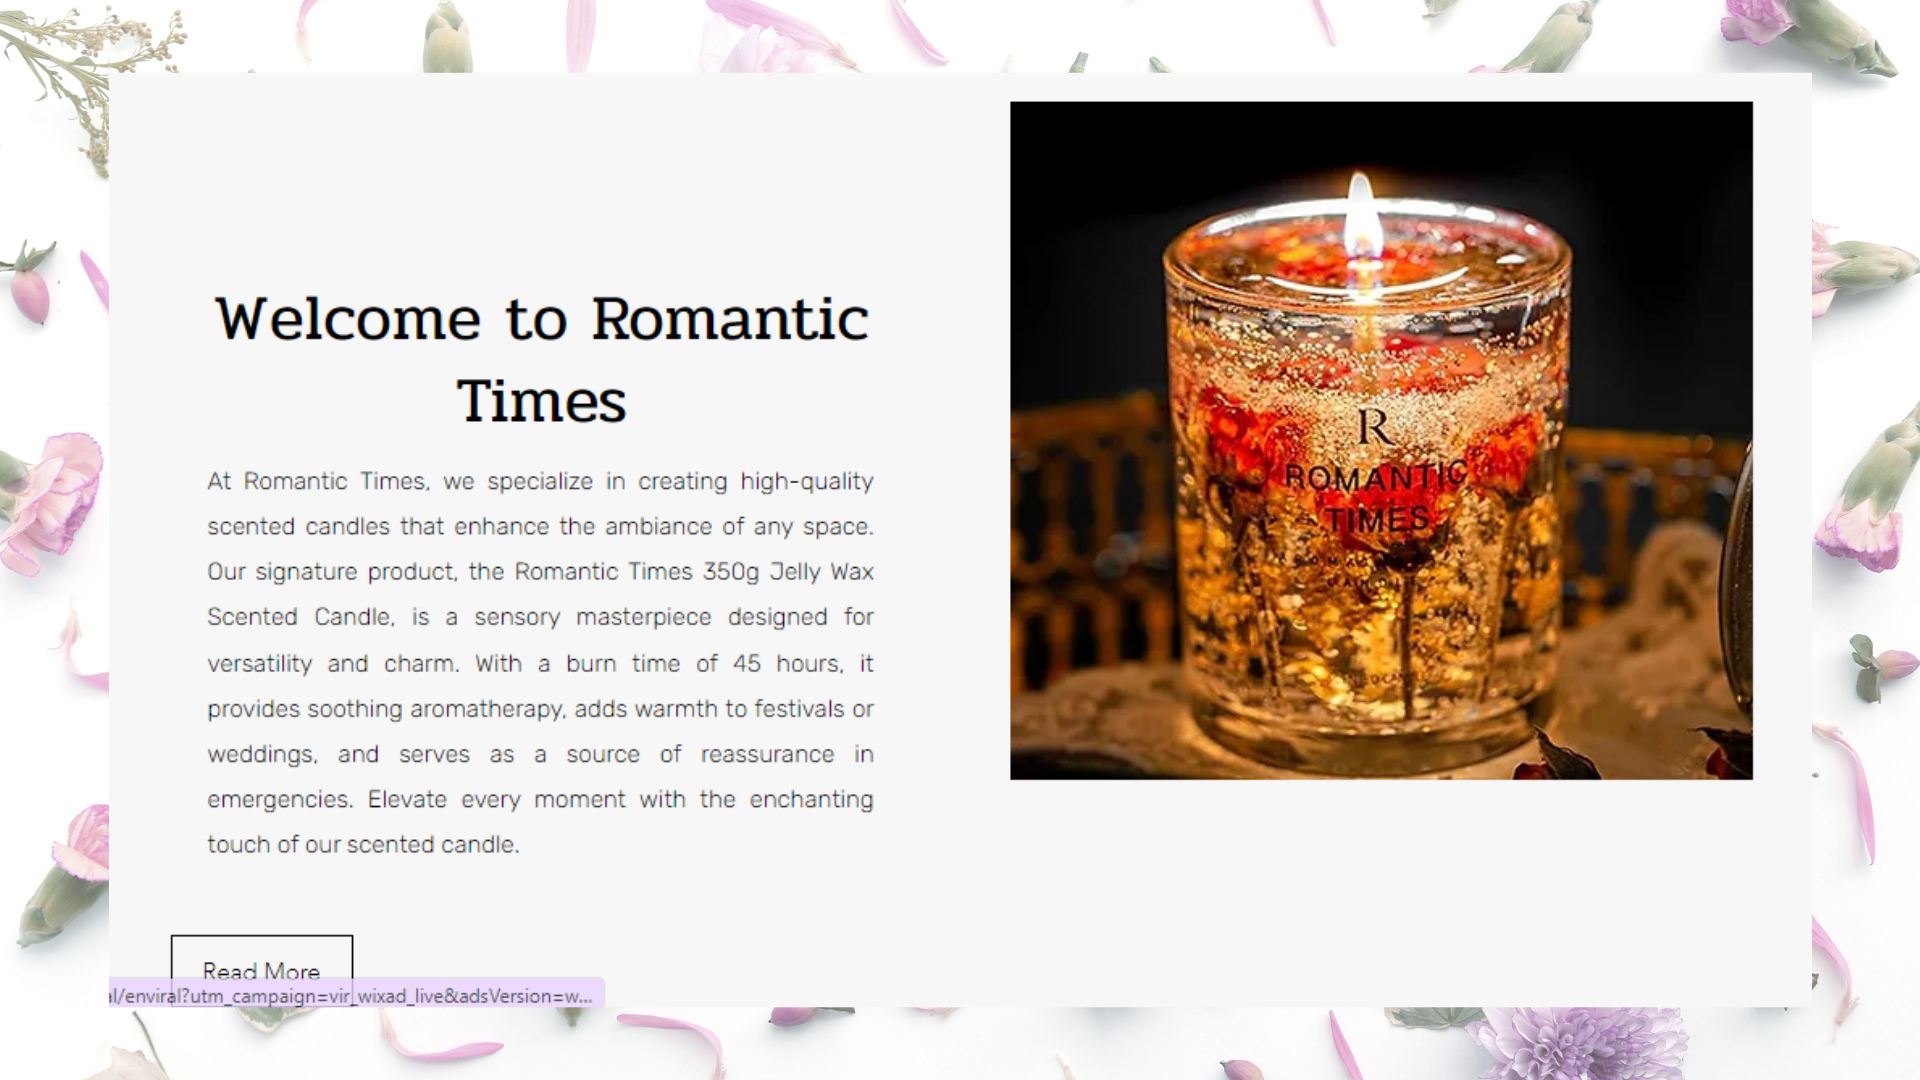 Welcome to Romantic
Times
At Romantic Times, we specialize in creating high-quality
scented candles that enhance the ambiance of any space.
Our signature product, the Romantic Times 350g Jelly Wax
Scented Candle, is a sensory masterpiece designed for
versatility and charm. With a burn time of 45 hours, it
provides soothing aromatherapy, adds warmth to festivals or
weddings, and serves as a source of reassurance in
emergencies. Elevate every moment with the enchanting
touch of our scented candle.
Read More
al/enviral?utm_campaign=vir_wixad_live&adsVersion=w...
R
ROMANTIC
TIMES